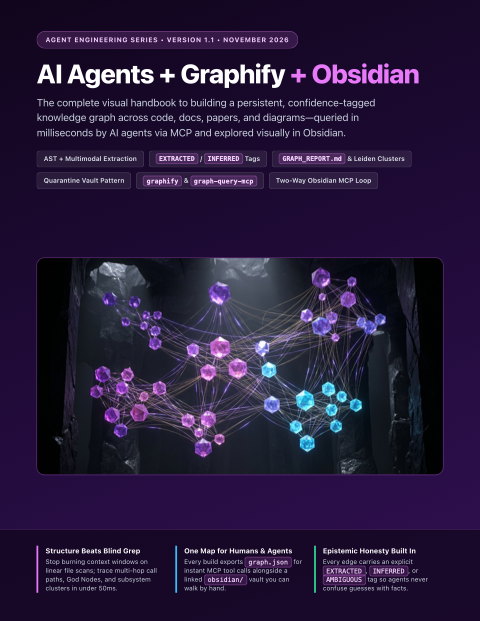 AGENT ENGINEERING SERIES • VERSION 1.1 • NOVEMBER 2026
AI Agents + Graphify + Obsidian
The complete visual handbook to building a persistent, confidence-tagged
knowledge graph across code, docs, papers, and diagrams—queried in
milliseconds by AI agents via MCP and explored visually in Obsidian.
AST + Multimodal Extraction
EXTRACTED / INFERRED Tags
GRAPH_REPORT.md & Leiden Clusters
Quarantine Vault Pattern
graphify & graph-query-mcp
Two-Way Obsidian MCP Loop
Structure Beats Blind Grep
Stop burning context windows on
linear file scans; trace multi-hop call
paths, God Nodes, and subsystem
clusters in under 50ms.
One Map for Humans & Agents
Every build exports graph.json for
instant MCP tool calls alongside a
linked obsidian/ vault you can
walk by hand.
Epistemic Honesty Built In
Every edge carries an explicit
EXTRACTED, INFERRED, or
AMBIGUOUS tag so agents never
confuse guesses with facts.